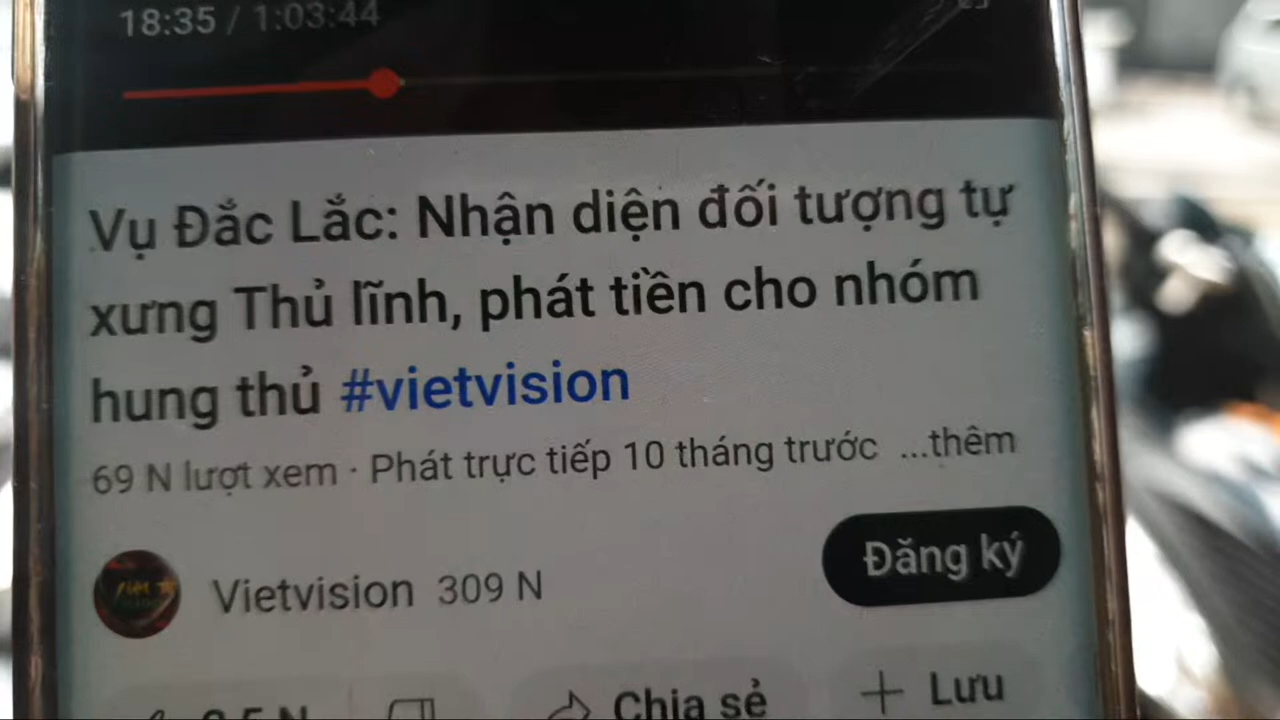 18:35 / 1:03:44
Vụ Đắc Lắc: Nhận diện đối tượng tự
xưng Thủ lĩnh, phát tiền cho nhóm
hung thủ #vietvision
69 N lượt xem · Phát trực tiếp 10 tháng trước ...thêm
Vietvision 309 N
Đăng ký
Chia sẻ
Lưu